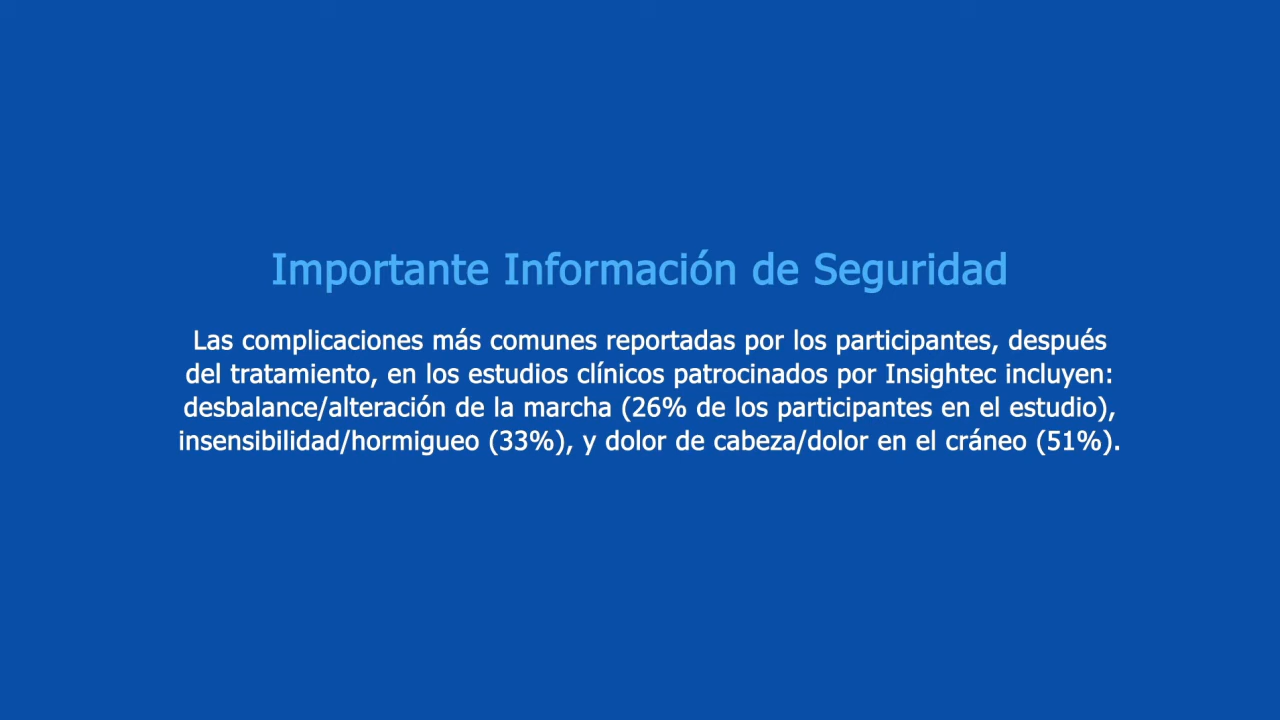 Importante Información de Seguridad
Las complicaciones más comunes reportadas por los participantes, después
del tratamiento, en los estudios clínicos patrocinados por Insightec incluyen:
desbalance/alteración de la marcha (26% de los participantes en el estudio),
insensibilidad/hormigueo (33%), y dolor de cabeza/dolor en el cráneo (51%).